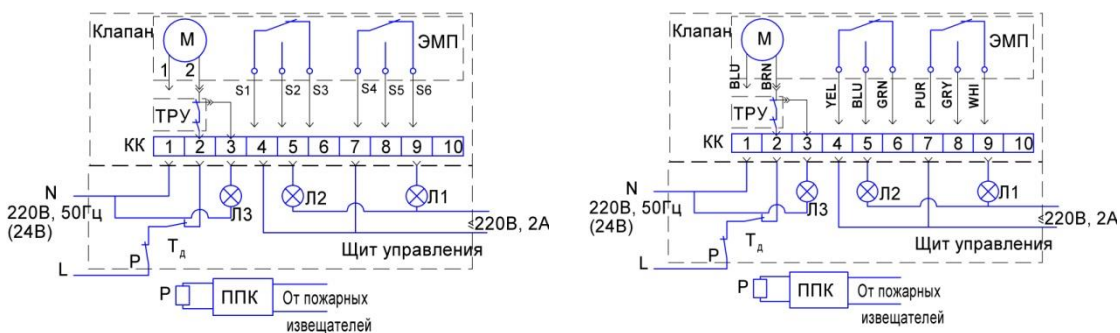 Клапан
М
ЭМП
1 2
S1 S2 S3 S4 S5 S6
ТРУ
КК 1 2 3 4 5 6 7 8 9 10
N
220В, 50Гц
(24В)
Л3
Л2
Л1
≤220В, 2А
Тд
Щит управления
Р
L
Р
ППК
От пожарных
извещателей
Клапан
М
ЭМП
BLU BRN
YEL BLU GRN PUR GRY WHI
ТРУ
КК 1 2 3 4 5 6 7 8 9 10
N
220В, 50Гц
(24В)
Л3
Л2
Л1
≤220В, 2А
Тд
Щит управления
Р
L
Р
ППК
От пожарных
извещателей